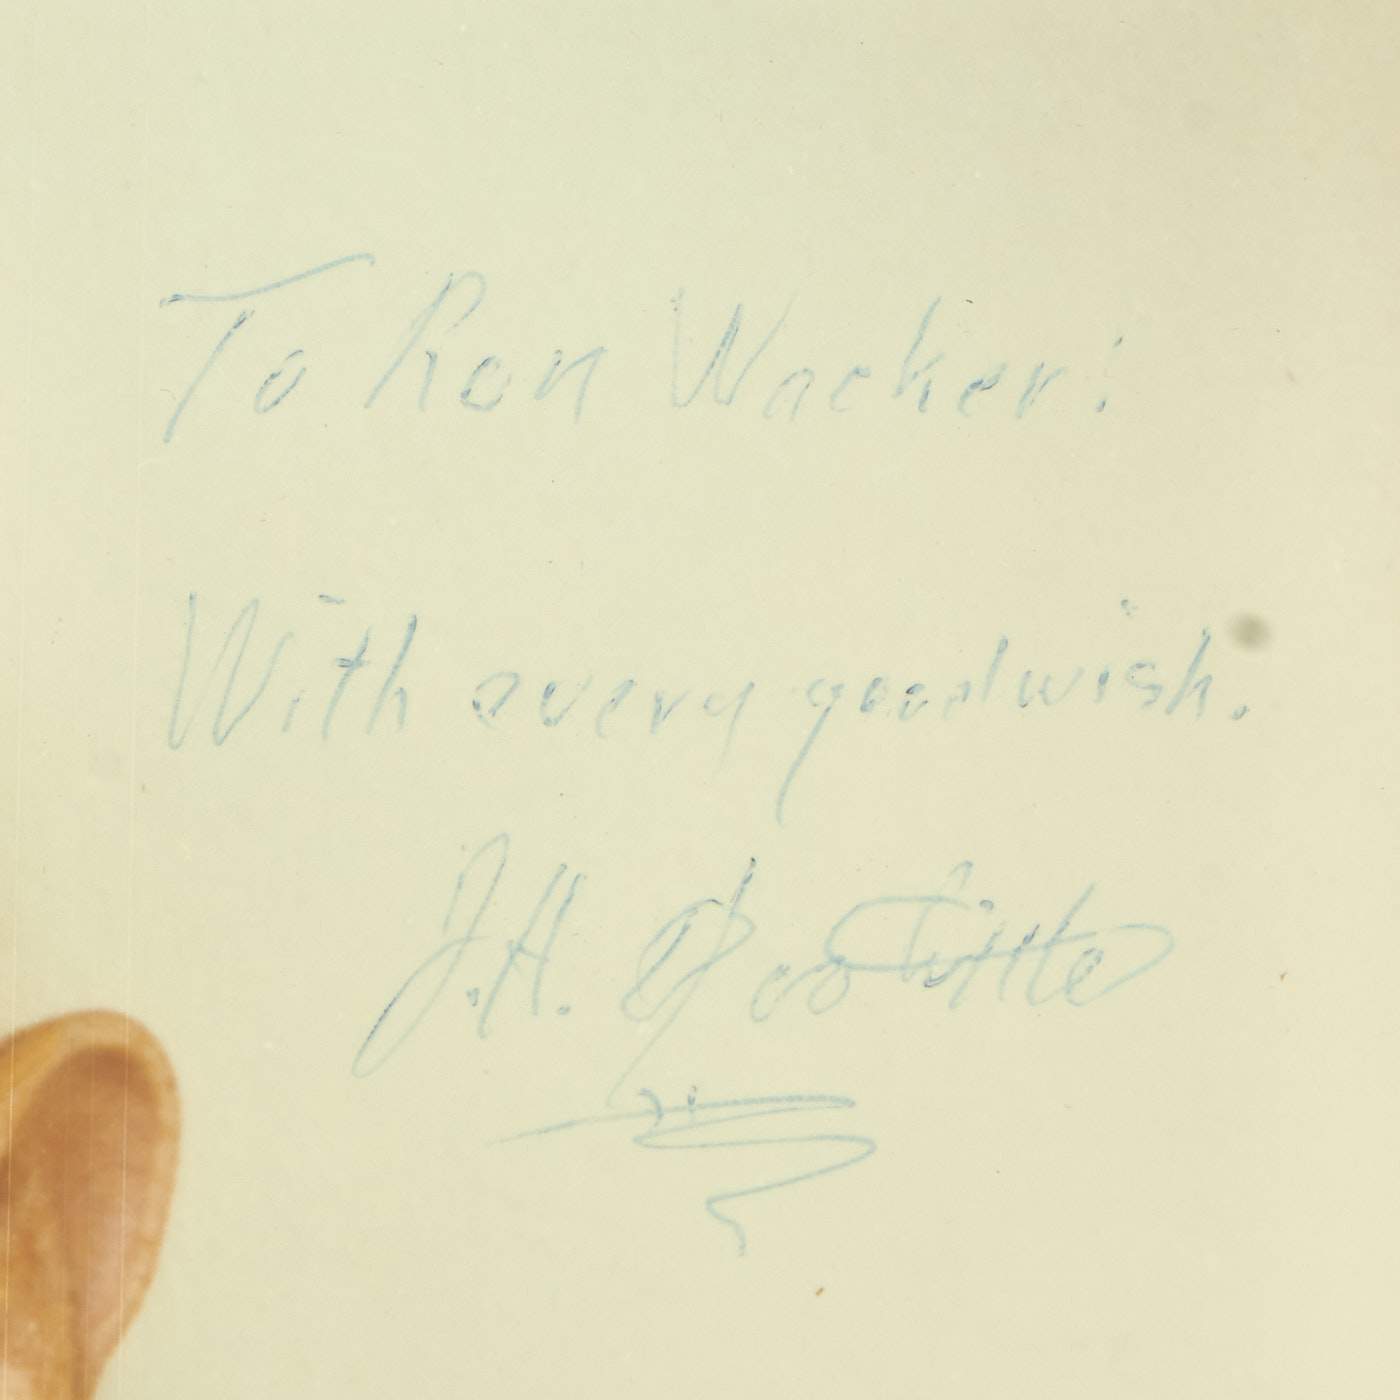 To Ron Wacker!
With every good wish.
J.H. Doolittle